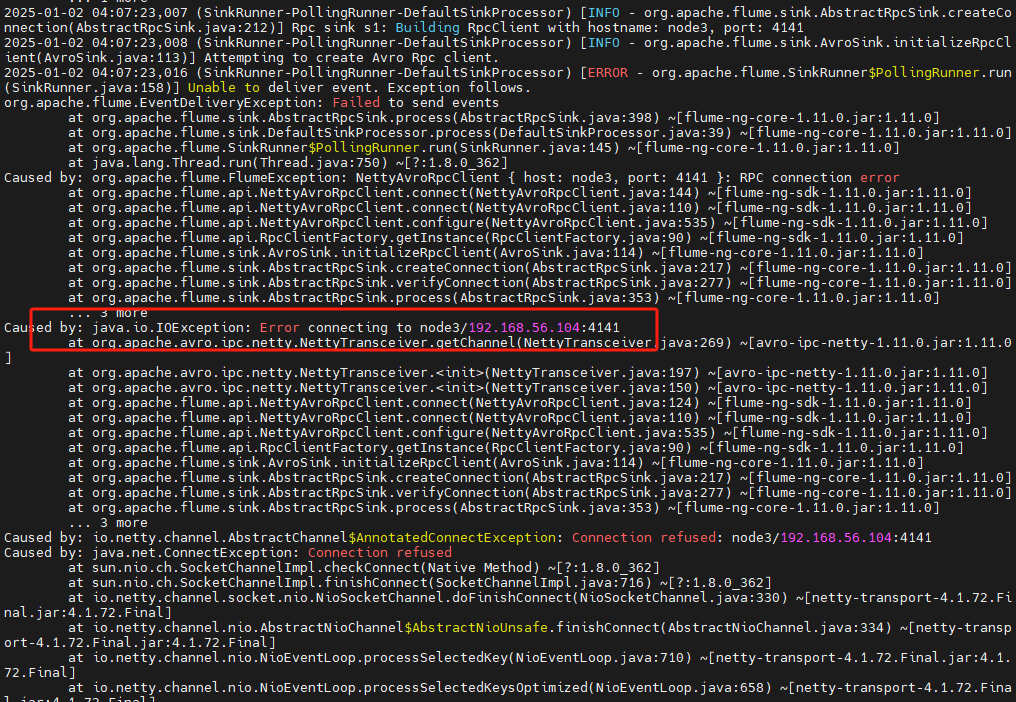 ... 1 more
2025-01-02 04:07:23,007 (SinkRunner-PollingRunner-DefaultSinkProcessor) [INFO - org.apache.flume.sink.AbstractRpcSink.createCo
nnection(AbstractRpcSink.java:212)] Rpc sink s1: Building RpcClient with hostname: node3, port: 4141
2025-01-02 04:07:23,008 (SinkRunner-PollingRunner-DefaultSinkProcessor) [INFO - org.apache.flume.sink.AvroSink.initializeRpcCl
ient(AvroSink.java:113)] Attempting to create Avro Rpc client.
2025-01-02 04:07:23,016 (SinkRunner-PollingRunner-DefaultSinkProcessor) [ERROR - org.apache.flume.SinkRunner$PollingRunner.run
(SinkRunner.java:158)] Unable to deliver event. Exception follows.
org.apache.flume.EventDeliveryException: Failed to send events
at org.apache.flume.sink.AbstractRpcSink.process(AbstractRpcSink.java:398) ~[flume-ng-core-1.11.0.jar:1.11.0]
at org.apache.flume.sink.DefaultSinkProcessor.process(DefaultSinkProcessor.java:39) ~[flume-ng-core-1.11.0.jar:1.11.0]
at org.apache.flume.SinkRunner$PollingRunner.run(SinkRunner.java:145) ~[flume-ng-core-1.11.0.jar:1.11.0]
at java.lang.Thread.run(Thread.java:750) ~[?:1.8.0_362]
Caused by: org.apache.flume.FlumeException: NettyAvroRpcClient { host: node3, port: 4141 }: RPC connection error
at org.apache.flume.api.NettyAvroRpcClient.connect(NettyAvroRpcClient.java:144) ~[flume-ng-sdk-1.11.0.jar:1.11.0]
at org.apache.flume.api.NettyAvroRpcClient.connect(NettyAvroRpcClient.java:110) ~[flume-ng-sdk-1.11.0.jar:1.11.0]
at org.apache.flume.api.NettyAvroRpcClient.configure(NettyAvroRpcClient.java:535) ~[flume-ng-sdk-1.11.0.jar:1.11.0]
at org.apache.flume.api.RpcClientFactory.getInstance(RpcClientFactory.java:90) ~[flume-ng-sdk-1.11.0.jar:1.11.0]
at org.apache.flume.sink.AvroSink.initializeRpcClient(AvroSink.java:114) ~[flume-ng-core-1.11.0.jar:1.11.0]
at org.apache.flume.sink.AbstractRpcSink.createConnection(AbstractRpcSink.java:217) ~[flume-ng-core-1.11.0.jar:1.11.0]
at org.apache.flume.sink.AbstractRpcSink.verifyConnection(AbstractRpcSink.java:277) ~[flume-ng-core-1.11.0.jar:1.11.0]
at org.apache.flume.sink.AbstractRpcSink.process(AbstractRpcSink.java:353) ~[flume-ng-core-1.11.0.jar:1.11.0]
... 3 more
Caused by: java.io.IOException: Error connecting to node3/192.168.56.104:4141
at org.apache.avro.ipc.netty.NettyTransceiver.getChannel(NettyTransceiver.java:269) ~[avro-ipc-netty-1.11.0.jar:1.11.0
]
at org.apache.avro.ipc.netty.NettyTransceiver.<init>(NettyTransceiver.java:197) ~[avro-ipc-netty-1.11.0.jar:1.11.0]
at org.apache.avro.ipc.netty.NettyTransceiver.<init>(NettyTransceiver.java:150) ~[avro-ipc-netty-1.11.0.jar:1.11.0]
at org.apache.flume.api.NettyAvroRpcClient.connect(NettyAvroRpcClient.java:124) ~[flume-ng-sdk-1.11.0.jar:1.11.0]
at org.apache.flume.api.NettyAvroRpcClient.connect(NettyAvroRpcClient.java:110) ~[flume-ng-sdk-1.11.0.jar:1.11.0]
at org.apache.flume.api.NettyAvroRpcClient.configure(NettyAvroRpcClient.java:535) ~[flume-ng-sdk-1.11.0.jar:1.11.0]
at org.apache.flume.api.RpcClientFactory.getInstance(RpcClientFactory.java:90) ~[flume-ng-sdk-1.11.0.jar:1.11.0]
at org.apache.flume.sink.AvroSink.initializeRpcClient(AvroSink.java:114) ~[flume-ng-core-1.11.0.jar:1.11.0]
at org.apache.flume.sink.AbstractRpcSink.createConnection(AbstractRpcSink.java:217) ~[flume-ng-core-1.11.0.jar:1.11.0]
at org.apache.flume.sink.AbstractRpcSink.verifyConnection(AbstractRpcSink.java:277) ~[flume-ng-core-1.11.0.jar:1.11.0]
at org.apache.flume.sink.AbstractRpcSink.process(AbstractRpcSink.java:353) ~[flume-ng-core-1.11.0.jar:1.11.0]
... 3 more
Caused by: io.netty.channel.AbstractChannel$AnnotatedConnectException: Connection refused: node3/192.168.56.104:4141
Caused by: java.net.ConnectException: Connection refused
at sun.nio.ch.SocketChannelImpl.checkConnect(Native Method) ~[?:1.8.0_362]
at sun.nio.ch.SocketChannelImpl.finishConnect(SocketChannelImpl.java:716) ~[?:1.8.0_362]
at io.netty.channel.socket.nio.NioSocketChannel.doFinishConnect(NioSocketChannel.java:330) ~[netty-transport-4.1.72.Fi
nal.jar:4.1.72.Final]
at io.netty.channel.nio.AbstractNioChannel$AbstractNioUnsafe.finishConnect(AbstractNioChannel.java:334) ~[netty-transp
ort-4.1.72.Final.jar:4.1.72.Final]
at io.netty.channel.nio.NioEventLoop.processSelectedKey(NioEventLoop.java:710) ~[netty-transport-4.1.72.Final.jar:4.1.
72.Final]
at io.netty.channel.nio.NioEventLoop.processSelectedKeysOptimized(NioEventLoop.java:658) ~[netty-transport-4.1.72.Fina
l.jar:4.1.72.Final]